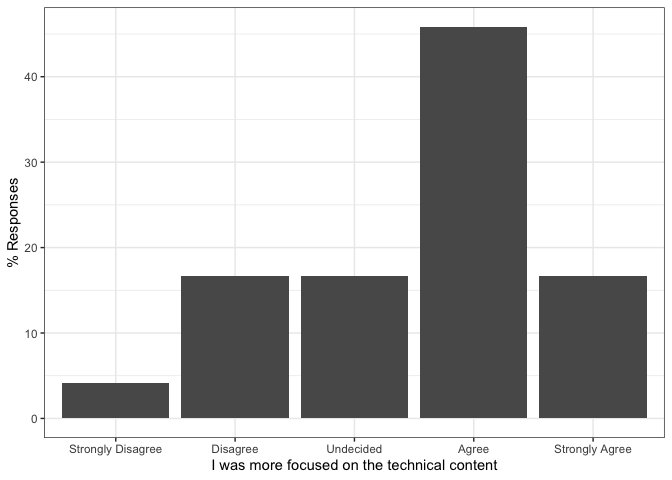 % Responses
40
30
20
10
0
Strongly Disagree
Disagree
Undecided
Agree
Strongly Agree
I was more focused on the technical content